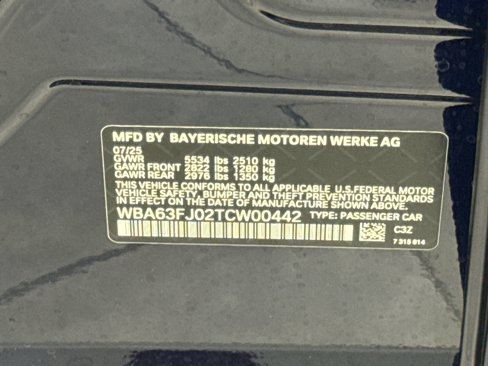 MFD BY BAYERISCHE MOTOREN WERKE AG
07/25
GVWR 5534 lbs 2510 kg
GAWR FRONT 2822 lbs 1280 kg
GAWR REAR 2976 lbs 1350 kg
THIS VEHICLE CONFORMS TO ALL APPLICABLE U.S.FEDERAL MOTOR
VEHICLE SAFETY, BUMPER AND THEFT PREVENTION STANDARDS
IN EFFECT ON THE DATE OF MANUFACTURE SHOWN ABOVE.
WBA63FJ02TCW00442 TYPE: PASSENGER CAR
C3Z
7 315 614